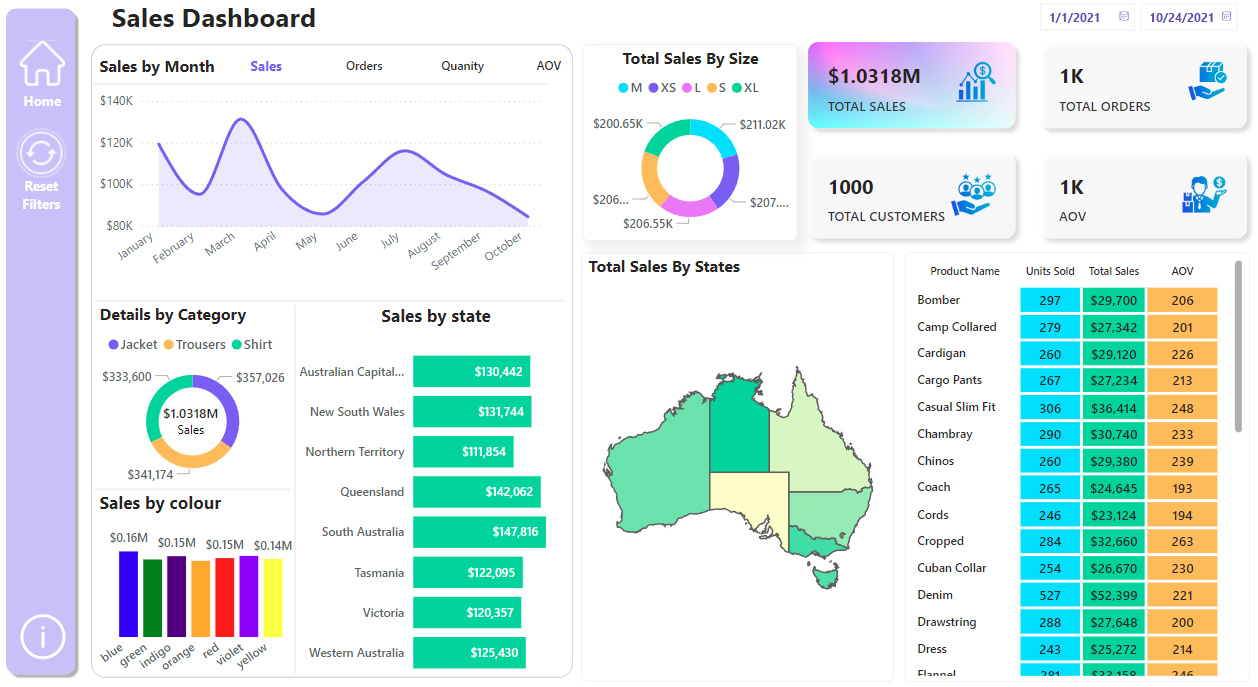 Sales Dashboard
1/1/2021
10/24/2021
Home
Reset
Filters
Sales by Month
Sales
Orders
Quanity
AOV
$140K
$120K
$100K
$80K
January
February
March
April
May
June
July
August
September
October
Total Sales By Size
M XS L S XL
$200.65K
$211.02K
$206...
$207....
$206.55K
$1.0318M
TOTAL SALES
1K
TOTAL ORDERS
1000
TOTAL CUSTOMERS
1K
AOV
Details by Category
Jacket Trousers Shirt
$333,600
$357,026
$1.0318M
Sales
$341,174
Sales by colour
$0.16M
$0.15M
$0.15M
$0.14M
blue
green
indigo
orange
red
violet
yellow
Sales by state
Australian Capital... $130,442
New South Wales $131,744
Northern Territory $111,854
Queensland $142,062
South Australia $147,816
Tasmania $122,095
Victoria $120,357
Western Australia $125,430
Total Sales By States
Product Name Units Sold Total Sales AOV
Bomber 297 $29,700 206
Camp Collared 279 $27,342 201
Cardigan 260 $29,120 226
Cargo Pants 267 $27,234 213
Casual Slim Fit 306 $36,414 248
Chambray 290 $30,740 233
Chinos 260 $29,380 239
Coach 265 $24,645 193
Cords 246 $23,124 194
Cropped 284 $32,660 263
Cuban Collar 254 $26,670 230
Denim 527 $52,399 221
Drawstring 288 $27,648 200
Dress 243 $25,272 214
Flannel 281 $33,158 246